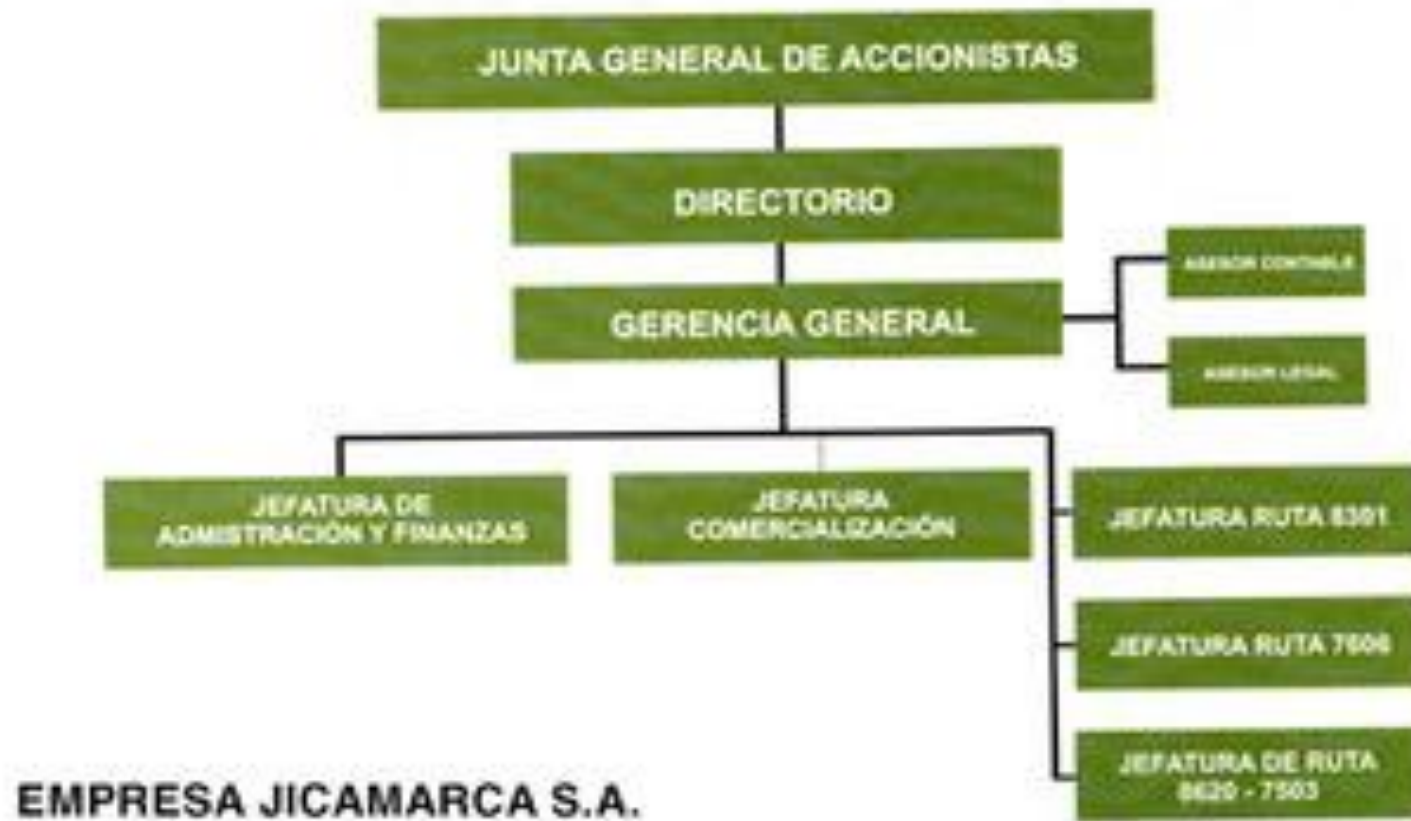 JUNTA GENERAL DE ACCIONISTAS
DIRECTORIO
GERENCIA GENERAL
ASESOR CONTABLE
ASESOR LEGAL
JEFATURA DE
ADMISTRACIÓN Y FINANZAS
JEFATURA
COMERCIALIZACIÓN
JEFATURA RUTA 8301
JEFATURA RUTA 7606
JEFATURA DE RUTA
8620 - 7503
EMPRESA JICAMARCA S.A.